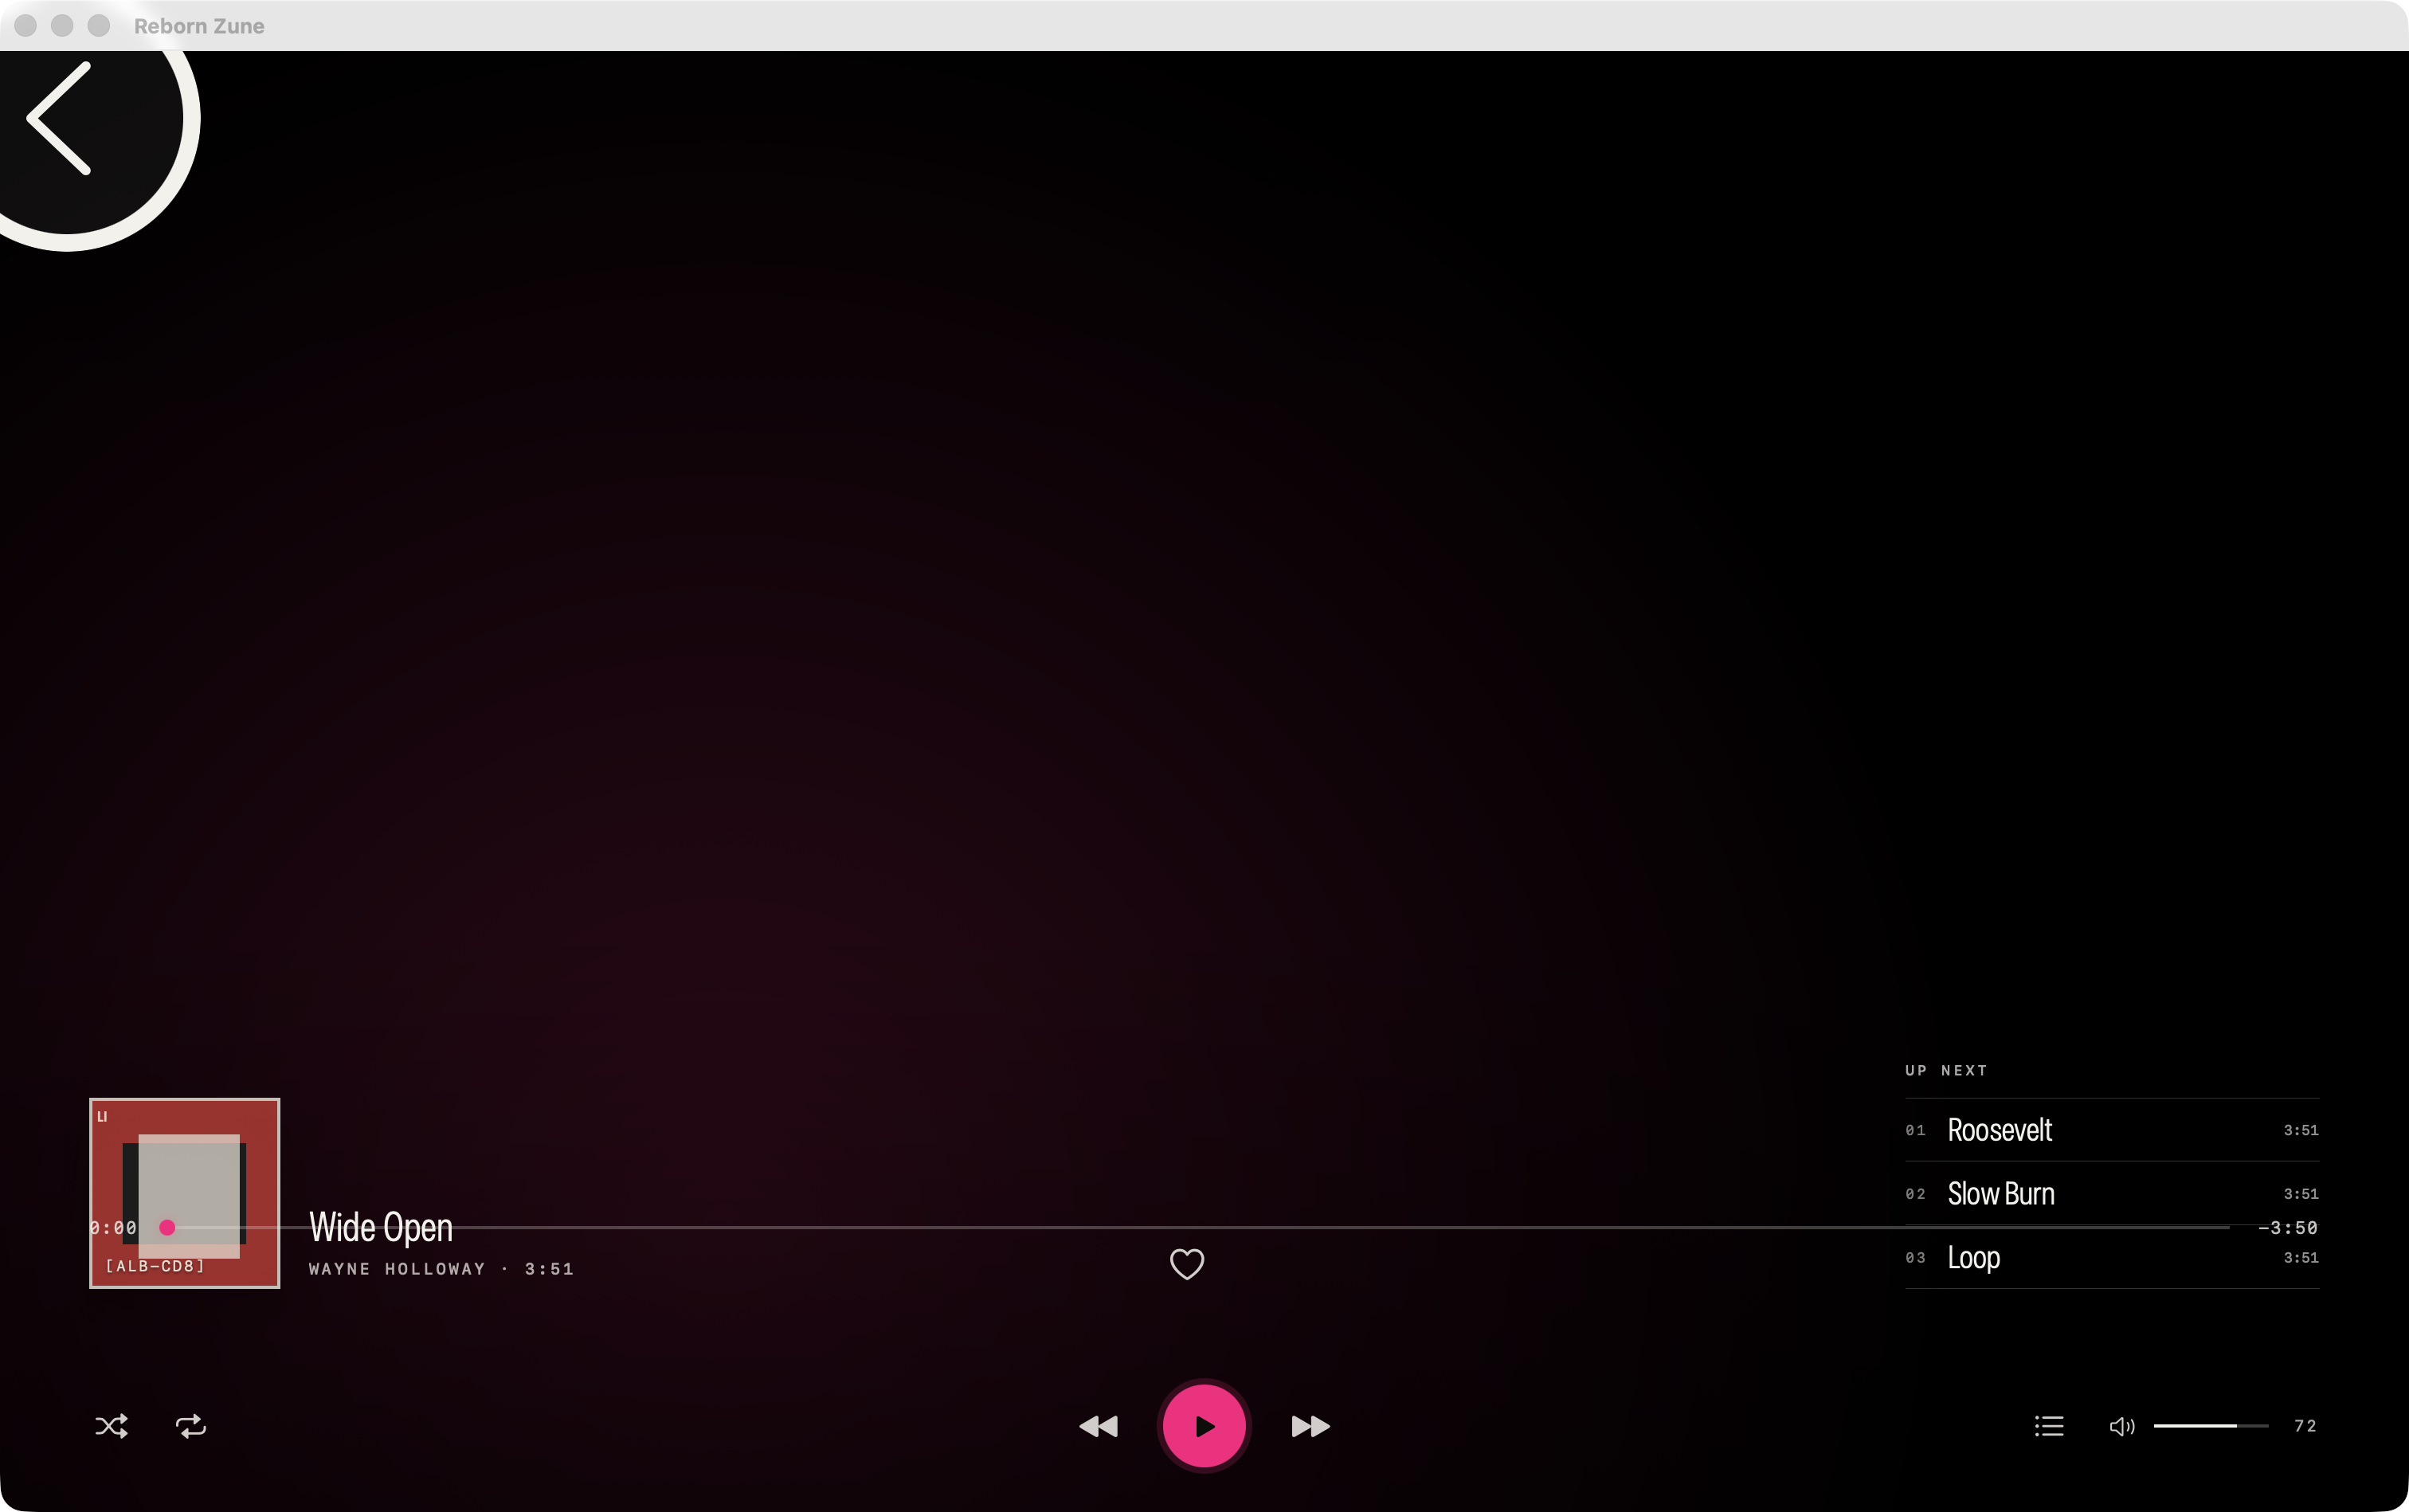 Reborn Zune
UP NEXT
01 Roosevelt 3:51
02 Slow Burn 3:51
03 Loop 3:51
LI
0:00
[ALB–CD8]
Wide Open
WAYNE HOLLOWAY · 3:51
–3:50
72